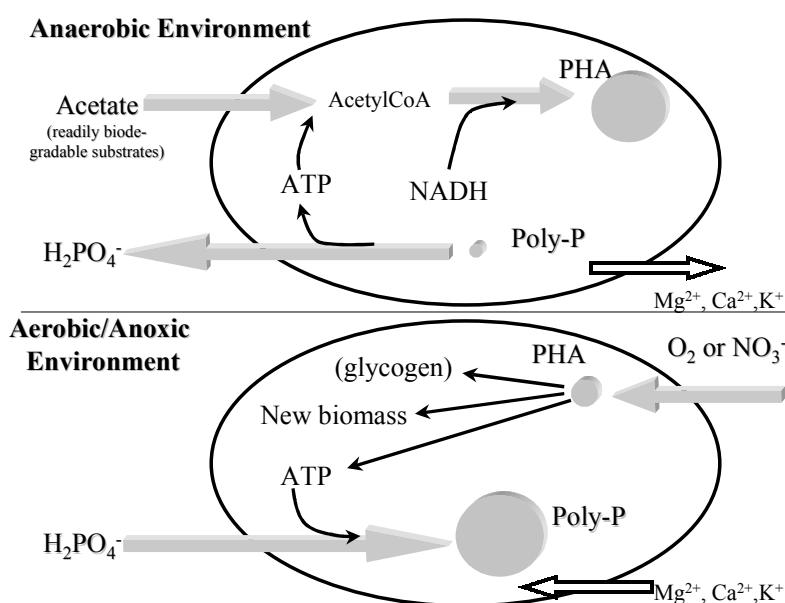 Anaerobic Environment
PHA
Acetate
(readily biode-
gradable substrates)
AcetylCoA
ATP
NADH
H₂PO₄⁻
Poly-P
Mg²⁺, Ca²⁺,K⁺
Aerobic/Anoxic
Environment
(glycogen)
PHA
O₂ or NO₃⁻
New biomass
ATP
Poly-P
H₂PO₄⁻
Mg²⁺, Ca²⁺,K⁺